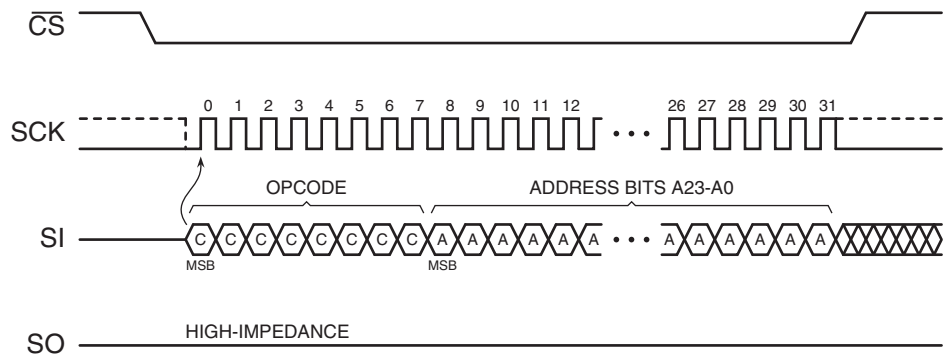 CS
0 1 2 3 4 5 6 7 8 9 10 11 12 26 27 28 29 30 31
SCK
OPCODE ADDRESS BITS A23-A0
SI C C C C C C C C A A A A A A A A A A A A
MSB MSB
HIGH-IMPEDANCE
SO